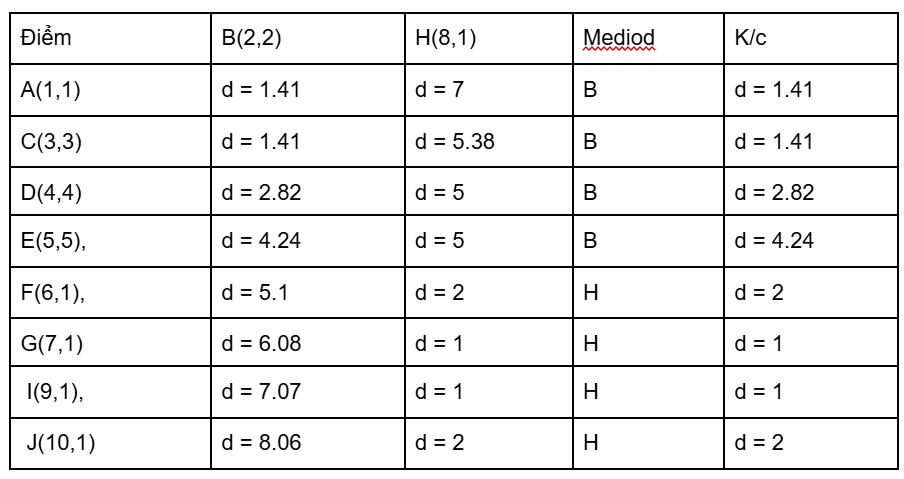 Điểm B(2,2) H(8,1) Mediod K/c
A(1,1) d = 1.41 d = 7 B d = 1.41
C(3,3) d = 1.41 d = 5.38 B d = 1.41
D(4,4) d = 2.82 d = 5 B d = 2.82
E(5,5), d = 4.24 d = 5 B d = 4.24
F(6,1), d = 5.1 d = 2 H d = 2
G(7,1) d = 6.08 d = 1 H d = 1
I(9,1), d = 7.07 d = 1 H d = 1
J(10,1) d = 8.06 d = 2 H d = 2